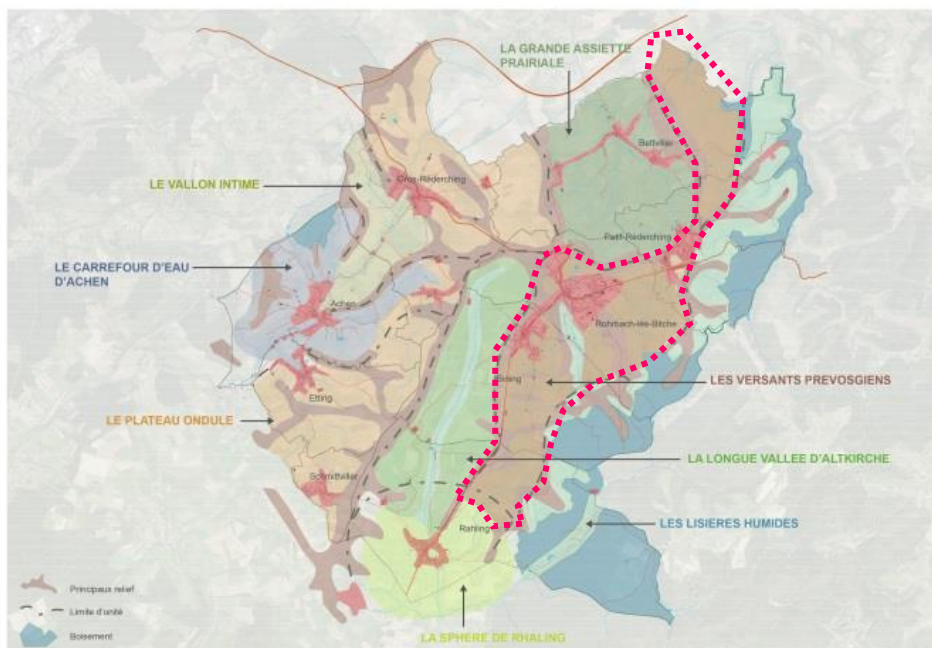 LA GRANDE ASSIETTE
PRAIRIALE
Bettviller
LE VALLON INTIME
Gros-Réderching
Petit-Réderching
LE CARREFOUR D'EAU
D'ACHEN
Achen
Rohrbach-lès-Bitche
LES VERSANTS PREVOSGIENS
Etting
LE PLATEAU ONDULE
LA LONGUE VALLEE D'ALTKIRCHE
Schmittviller
LES LISIERES HUMIDES
Rahling
Principaux relief
Limite d'unité
Boisement
LA SPHERE DE RHALING